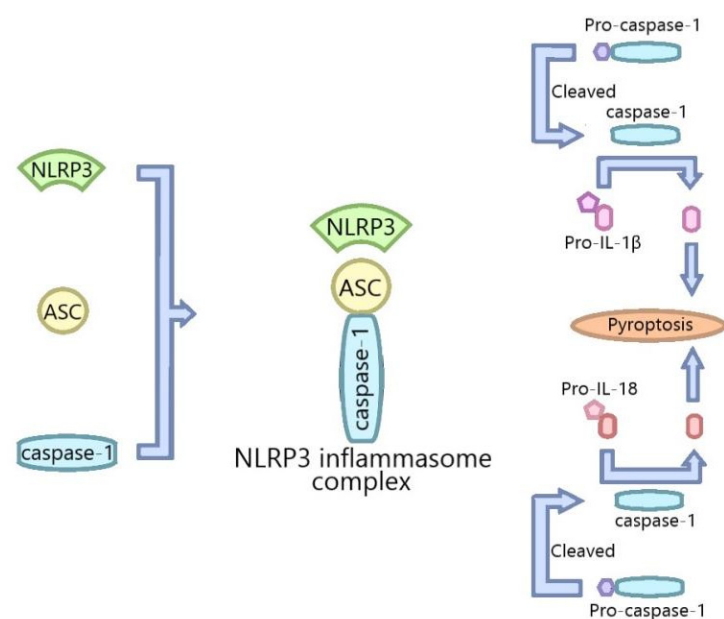 NLRP3
ASC
caspase-1
NLRP3
ASC
caspase-1
NLRP3 inflammasome
complex
Pro-caspase-1
Cleaved
caspase-1
Pro-IL-1β
Pyroptosis
Pro-IL-18
caspase-1
Cleaved
Pro-caspase-1